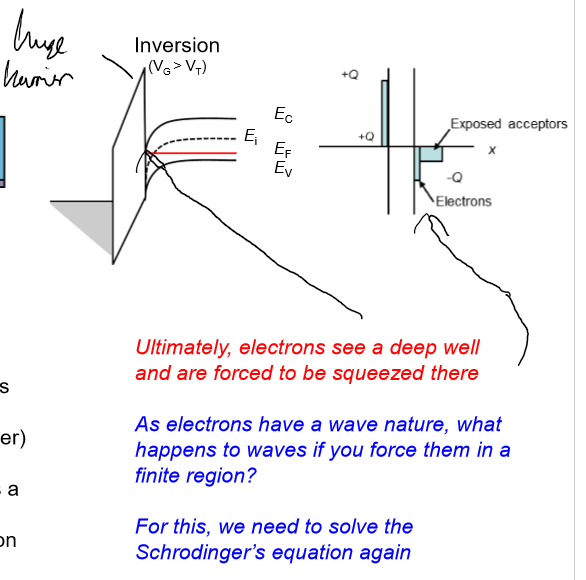 huge
barrier
Inversion
(V_G > V_T)
E_C
E_i
E_F
E_V
+Q
+Q
Exposed acceptors
x
-Q
Electrons
Ultimately, electrons see a deep well
and are forced to be squeezed there
As electrons have a wave nature, what
happens to waves if you force them in a
finite region?
For this, we need to solve the
Schrodinger's equation again
s
er)
a
on